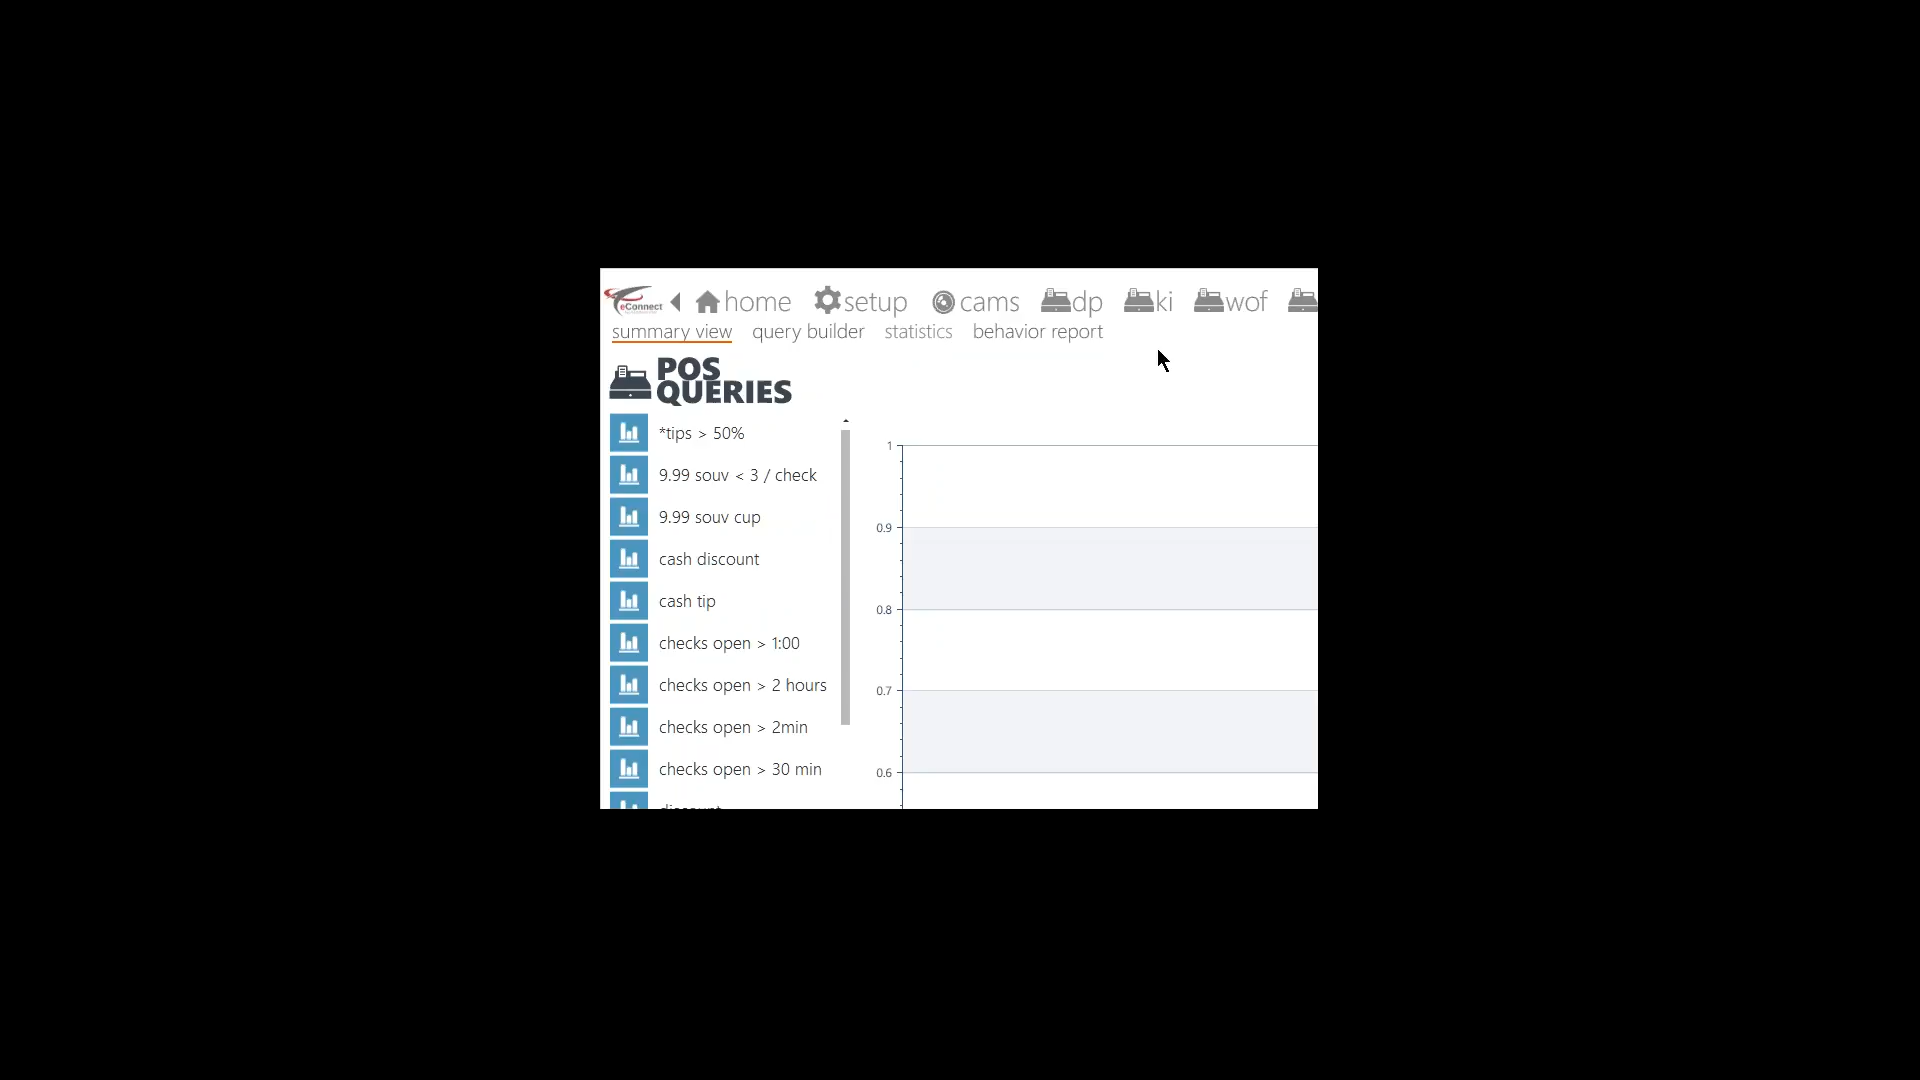 eConnect home setup cams dp ki wof
summary view query builder statistics behavior report
POS
QUERIES
*tips > 50%
9.99 souv < 3 / check
9.99 souv cup
cash discount
cash tip
checks open > 1:00
checks open > 2 hours
checks open > 2min
checks open > 30 min
1
0.9
0.8
0.7
0.6